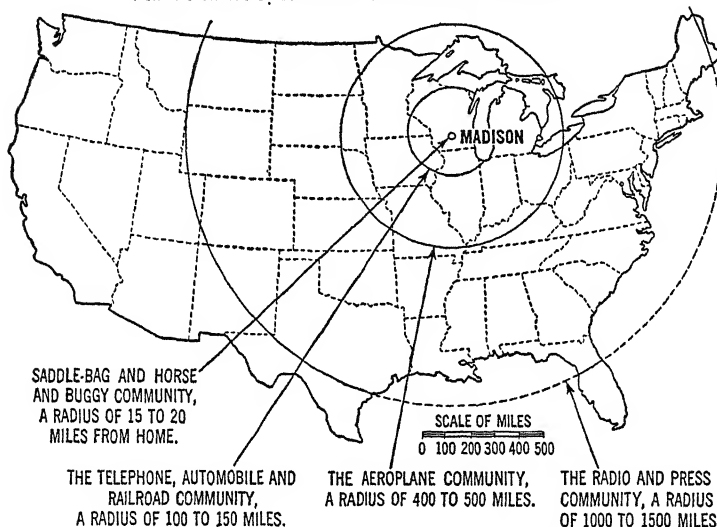 MADISON
SADDLE-BAG AND HORSE
AND BUGGY COMMUNITY,
A RADIUS OF 15 TO 20
MILES FROM HOME.
SCALE OF MILES
0 100 200 300 400 500
THE TELEPHONE, AUTOMOBILE AND
RAILROAD COMMUNITY,
A RADIUS OF 100 TO 150 MILES.
THE AEROPLANE COMMUNITY,
A RADIUS OF 400 TO 500 MILES.
THE RADIO AND PRESS
COMMUNITY, A RADIUS
OF 1000 TO 1500 MILES